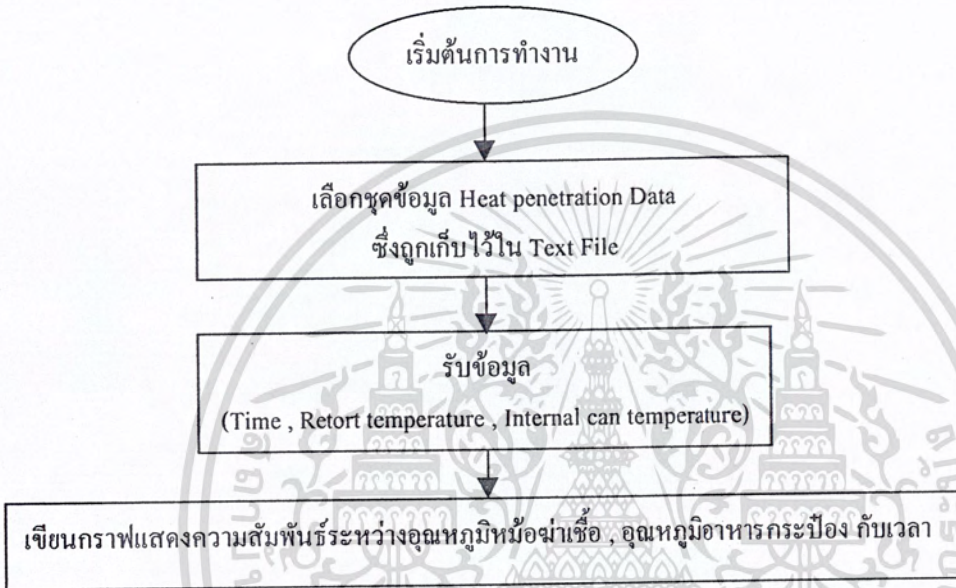 เริ่มต้นการทำงาน
เลือกชุดข้อมูล Heat penetration Data
ซึ่งถูกเก็บไว้ใน Text File
รับข้อมูล
(Time , Retort temperature , Internal can temperature)
เขียนกราฟแสดงความสัมพันธ์ระหว่างอุณหภูมิหม้อฆ่าเชื้อ , อุณหภูมิอาหารกระป๋อง กับเวลา